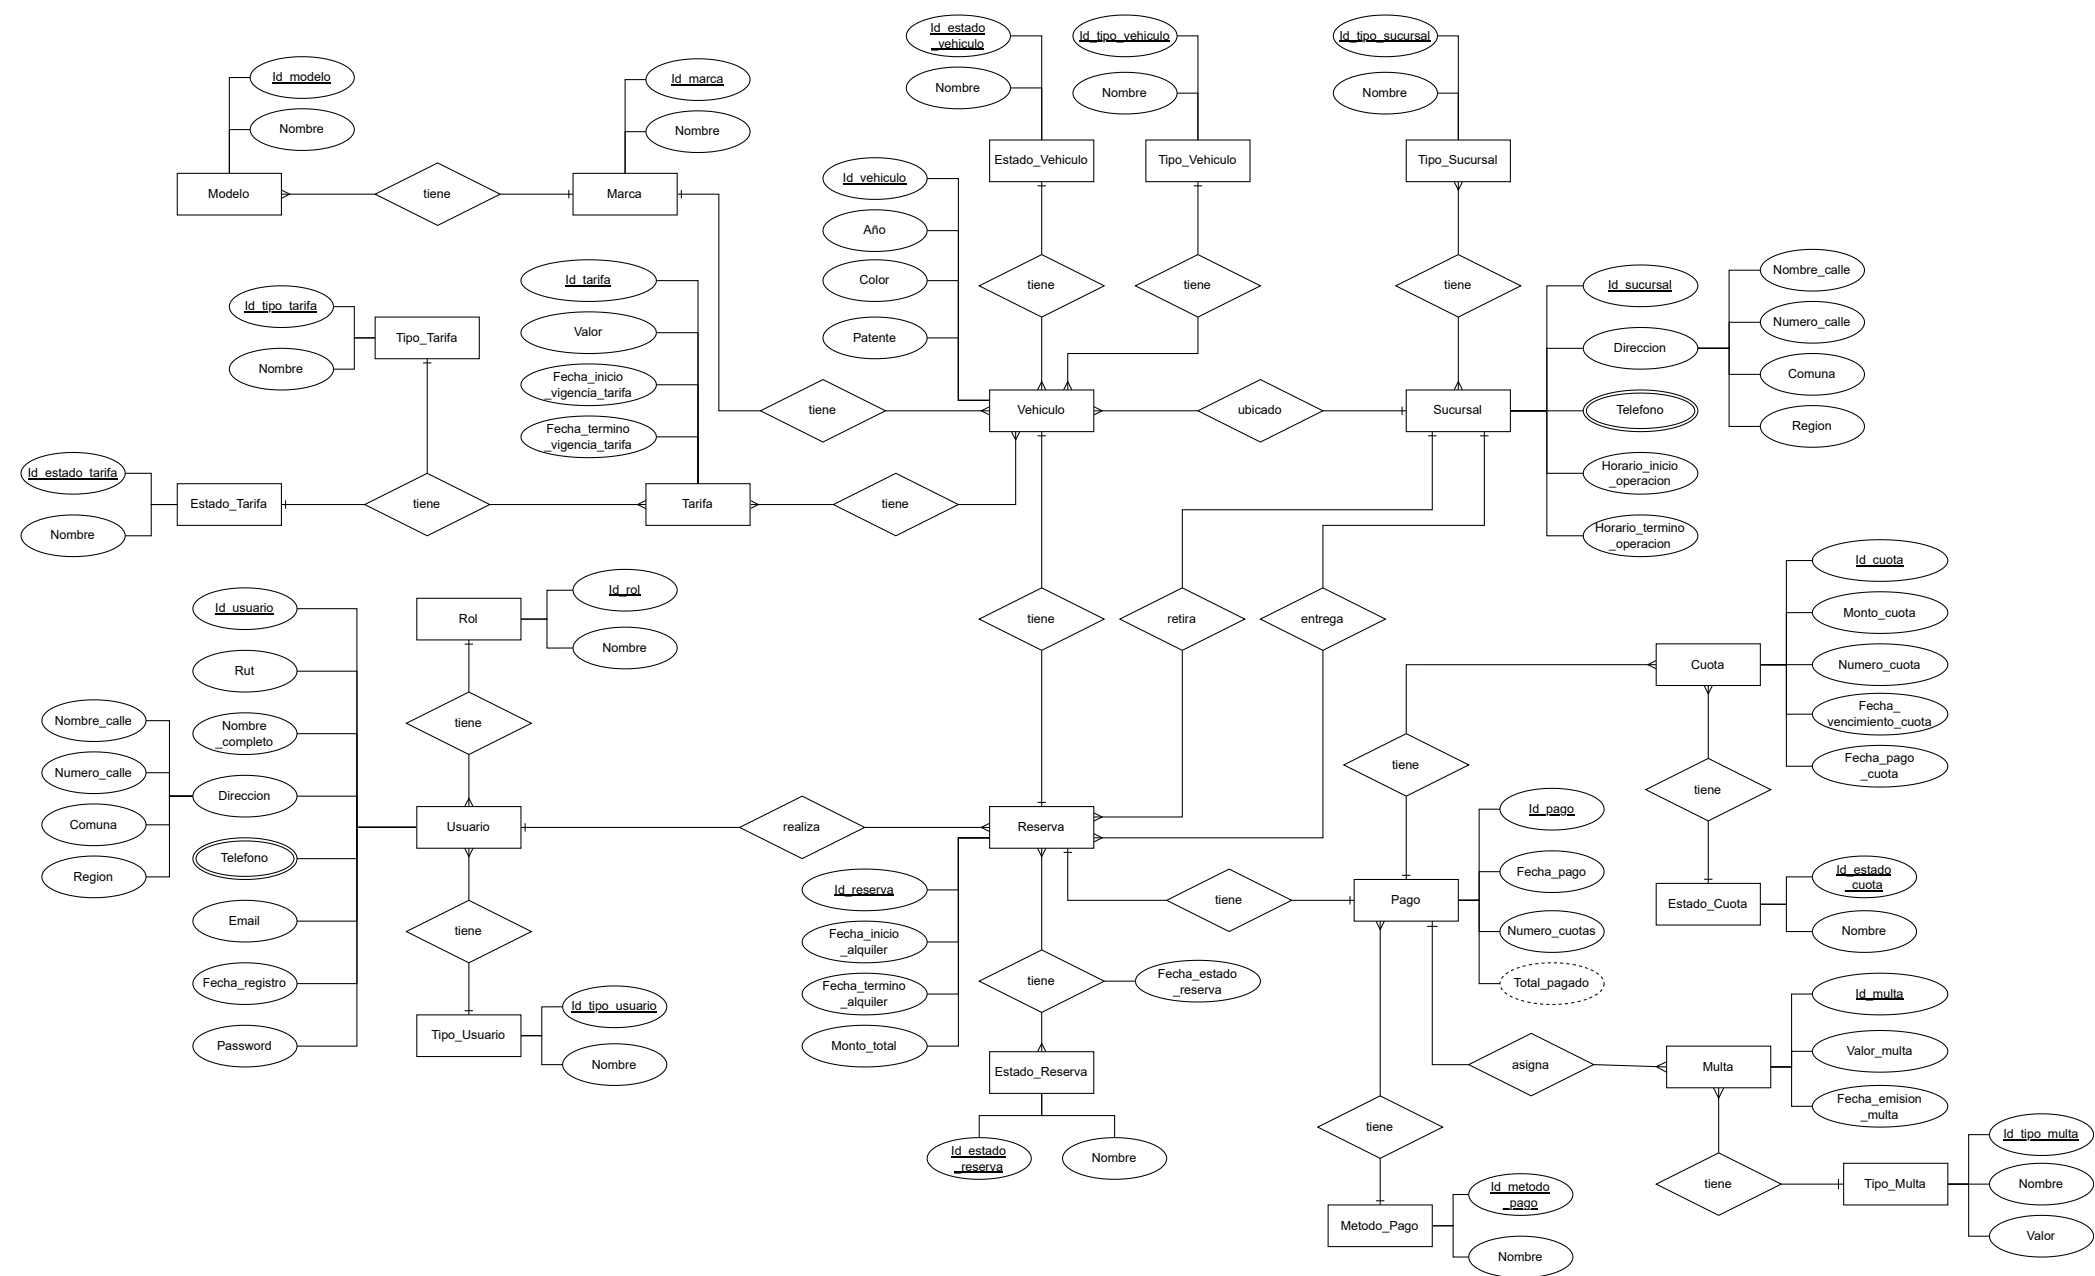 Id_estado
_vehiculo
Nombre
Id_tipo_vehiculo
Nombre
Id_tipo_sucursal
Nombre
Id_modelo
Nombre
Modelo
tiene
Id_marca
Nombre
Marca
Estado_Vehiculo
Tipo_Vehiculo
Tipo_Sucursal
Id_vehiculo
Año
Color
Patente
tiene
tiene
tiene
Id_sucursal
Direccion
Telefono
Horario_inicio
_operacion
Horario_termino
_operacion
Nombre_calle
Numero_calle
Comuna
Region
Id_tipo_tarifa
Nombre
Tipo_Tarifa
Id_tarifa
Valor
Fecha_inicio
_vigencia_tarifa
Fecha_termino
_vigencia_tarifa
tiene
Vehiculo
ubicado
Sucursal
Id_estado_tarifa
Nombre
Estado_Tarifa
tiene
Tarifa
tiene
Id_usuario
Rut
Nombre
_completo
Direccion
Telefono
Email
Fecha_registro
Password
Nombre_calle
Numero_calle
Comuna
Region
Rol
Id_rol
Nombre
tiene
Usuario
tiene
Tipo_Usuario
Id_tipo_usuario
Nombre
realiza
tiene
retira
entrega
Reserva
Id_reserva
Fecha_inicio
_alquiler
Fecha_termino
_alquiler
Monto_total
tiene
Fecha_estado
_reserva
Estado_Reserva
Id_estado
_reserva
Nombre
tiene
tiene
Pago
Id_pago
Fecha_pago
Numero_cuotas
Total_pagado
Cuota
Id_cuota
Monto_cuota
Numero_cuota
Fecha_
vencimiento_cuota
Fecha_pago
_cuota
tiene
Estado_Cuota
Id_estado
_cuota
Nombre
asigna
Multa
Id_multa
Valor_multa
Fecha_emision
_multa
tiene
Tipo_Multa
Id_tipo_multa
Nombre
Valor
tiene
Metodo_Pago
Id_metodo
_pago
Nombre